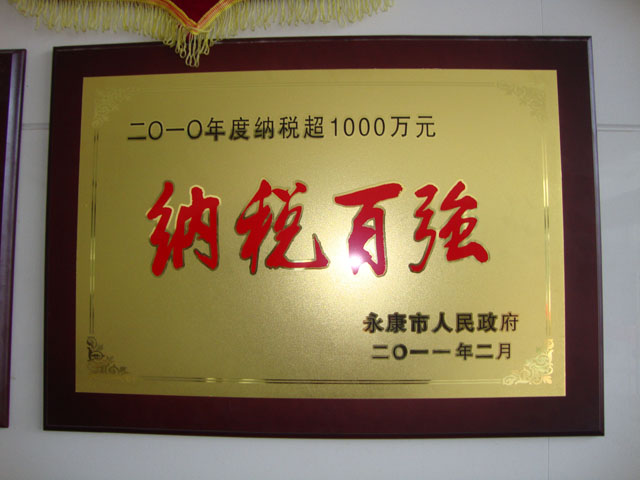 二〇一〇年度纳税超1000万元
纳税百强
永康市人民政府
二〇一一年二月